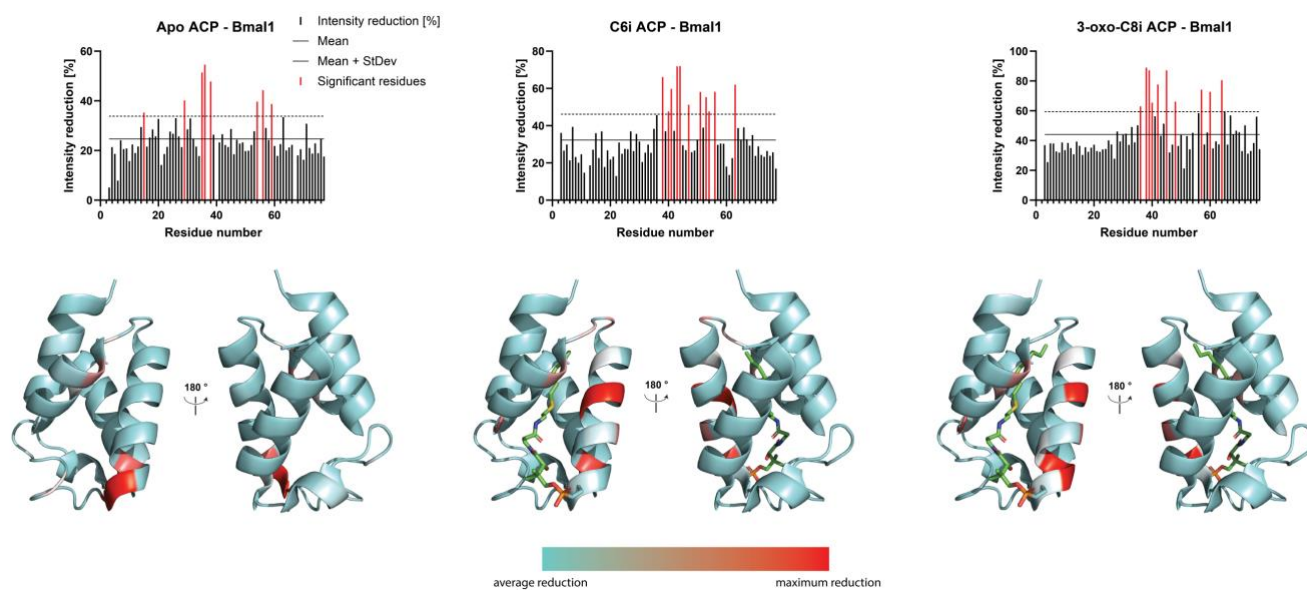 Apo ACP - Bmal1
Intensity reduction [%]
Mean
Mean + StDev
Significant residues
Intensity reduction [%]
60
40
20
0
0 20 40 60
Residue number
C6i ACP - Bmal1
Intensity reduction [%]
80
60
40
20
0
0 20 40 60
Residue number
3-oxo-C8i ACP - Bmal1
Intensity reduction [%]
100
80
60
40
20
0
0 20 40 60
Residue number
180 °
180 °
180 °
average reduction
maximum reduction